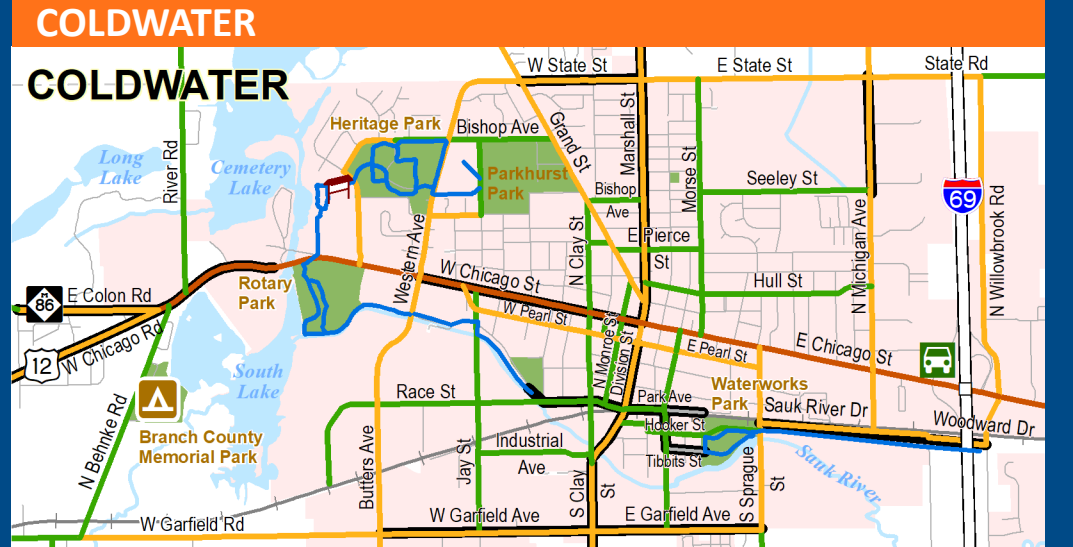 COLDWATER
COLDWATER
W State St
E State St
State Rd
Heritage Park
Bishop Ave
Grand St
Marshall St
Long
Lake
River Rd
Cemetery
Lake
Parkhurst
Park
Morse St
Seeley St
Bishop
Ave
69
N Willowbrook Rd
N Clay St
E Pierce
St
N Michigan Ave
Western Ave
W Chicago St
Hull St
Rotary
Park
M
86
E Colon Rd
W Pearl St
N Monroe St
Division St
E Pearl St
E Chicago St
12
W Chicago Rd
South
Lake
Race St
Park Ave
Waterworks
Park
Sauk River Dr
Woodward Dr
Hooker St
N Behnke Rd
Branch County
Memorial Park
Butters Ave
Jay St
Industrial
Ave
Tibbits St
Sauk River
S Clay
St
S Sprague
St
W Garfield Rd
W Garfield Ave
E Garfield Ave